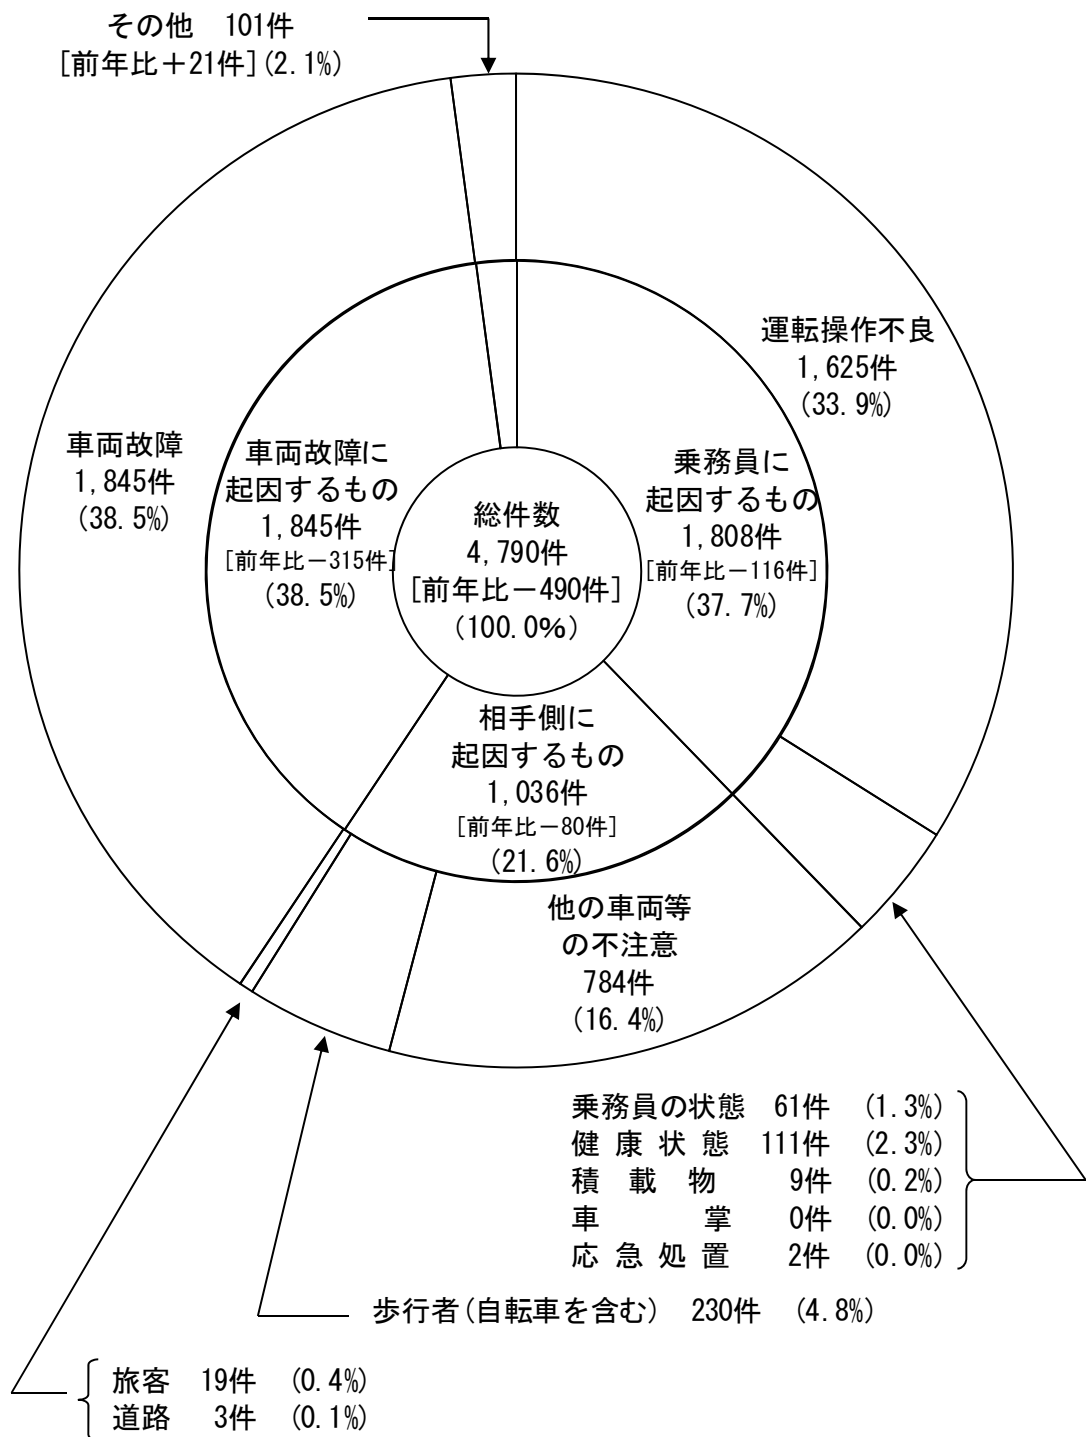 その他 101件
[前年比＋21件](2.1%)
運転操作不良
1,625件
(33.9%)
車両故障
1,845件
(38.5%)
車両故障に
起因するもの
1,845件
[前年比－315件]
(38.5%)
総件数
4,790件
[前年比－490件]
(100.0%)
乗務員に
起因するもの
1,808件
[前年比－116件]
(37.7%)
相手側に
起因するもの
1,036件
[前年比－80件]
(21.6%)
他の車両等
の不注意
784件
(16.4%)
乗務員の状態 61件 (1.3%)
健康状態 111件 (2.3%)
積載物 9件 (0.2%)
車掌 0件 (0.0%)
応急処置 2件 (0.0%)
歩行者(自転車を含む) 230件 (4.8%)
旅客 19件 (0.4%)
道路 3件 (0.1%)